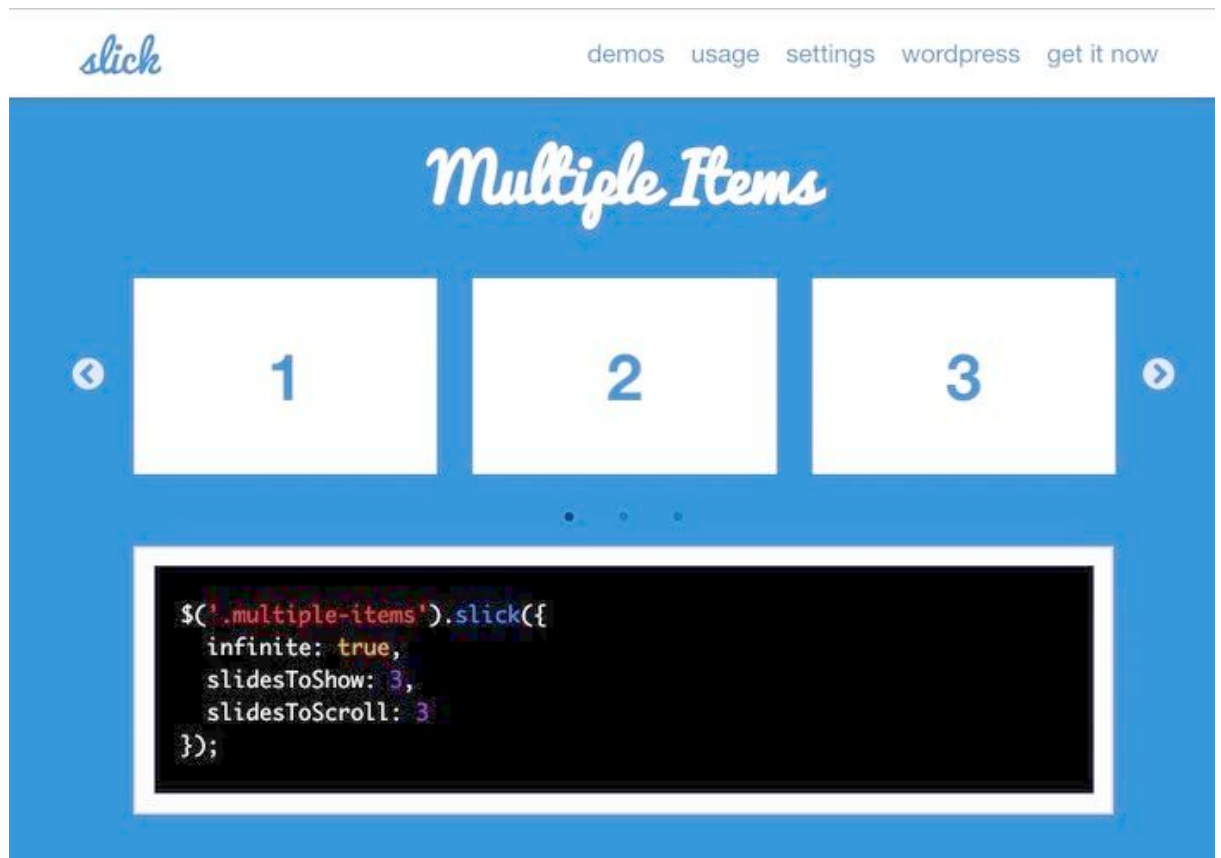 slick
demos usage settings wordpress get it now
Multiple Items
1 2 3
$('.multiple-items').slick({
  infinite: true,
  slidesToShow: 3,
  slidesToScroll: 3
});